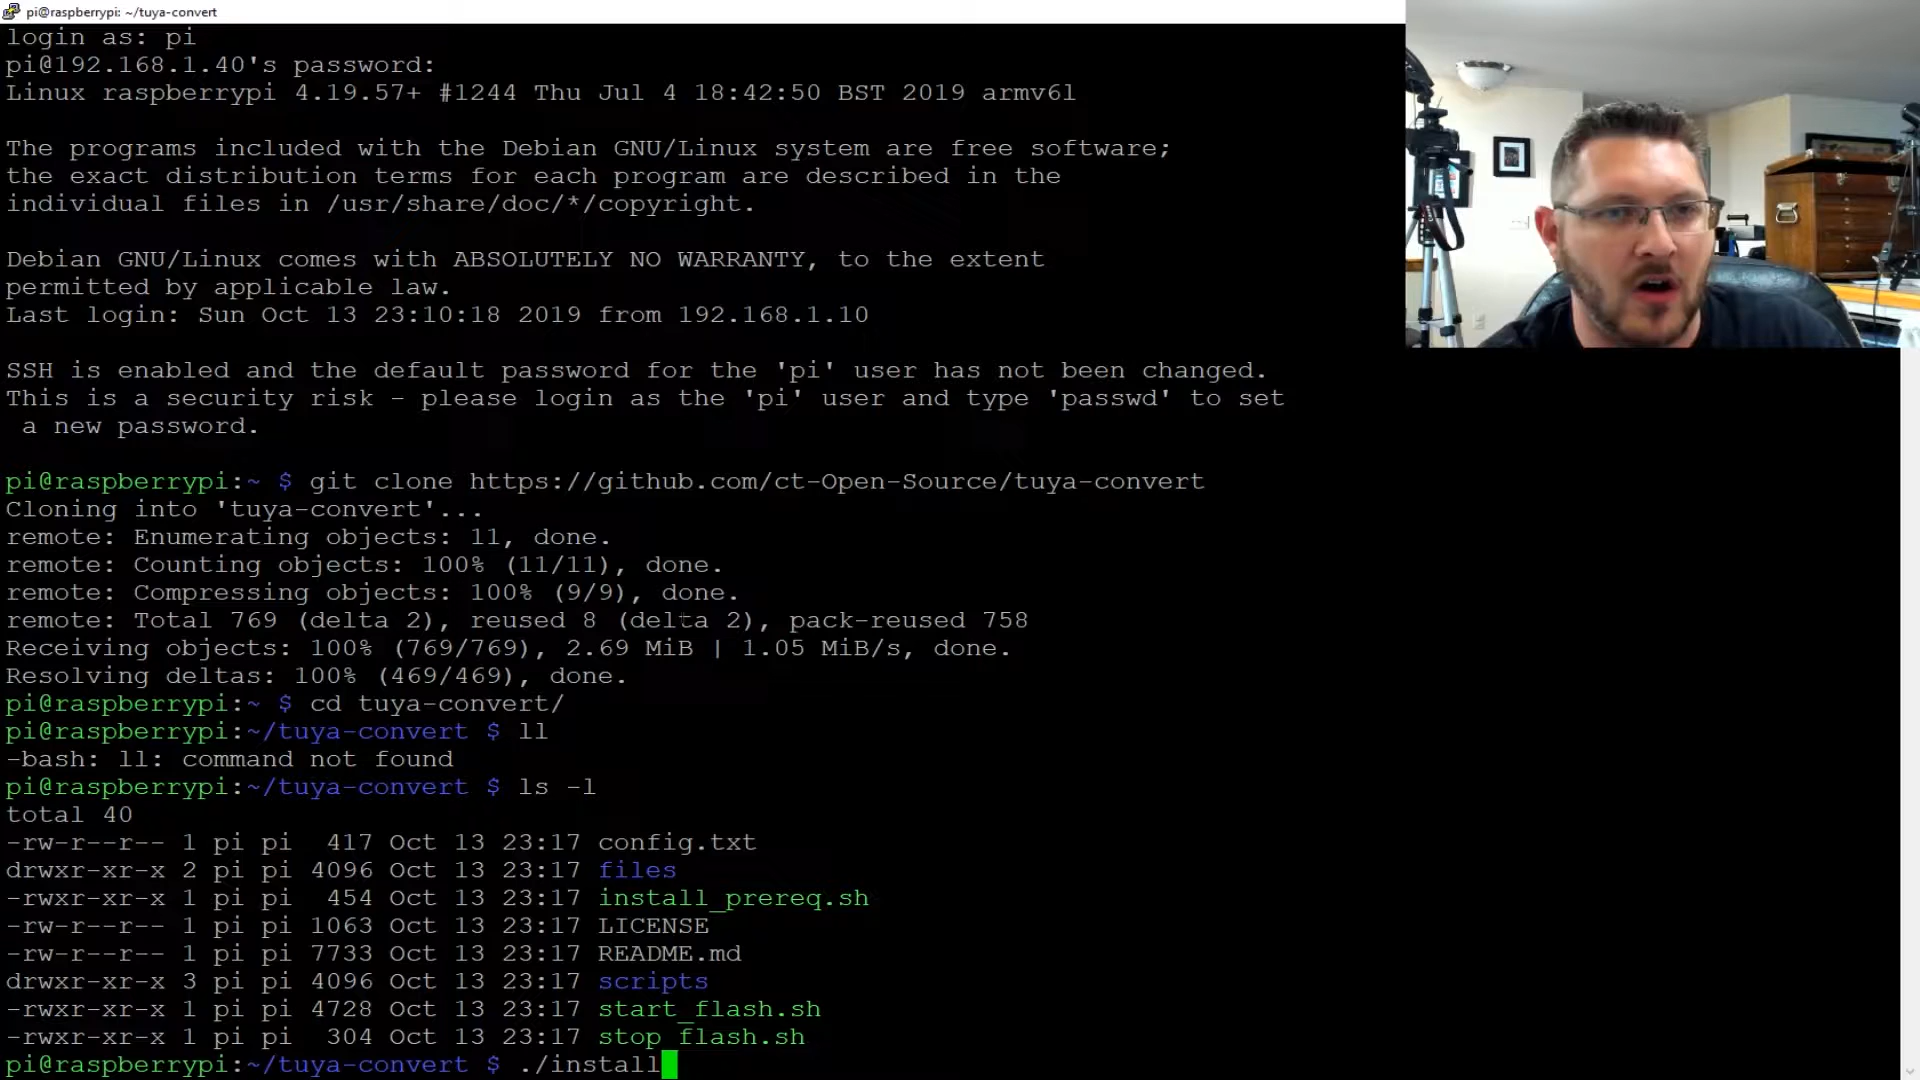 pi@raspberrypi: ~/tuya-convert
login as: pi
pi@192.168.1.40's password:
Linux raspberrypi 4.19.57+ #1244 Thu Jul 4 18:42:50 BST 2019 armv6l
The programs included with the Debian GNU/Linux system are free software;
the exact distribution terms for each program are described in the
individual files in /usr/share/doc/*/copyright.
Debian GNU/Linux comes with ABSOLUTELY NO WARRANTY, to the extent
permitted by applicable law.
Last login: Sun Oct 13 23:10:18 2019 from 192.168.1.10
SSH is enabled and the default password for the 'pi' user has not been changed.
This is a security risk - please login as the 'pi' user and type 'passwd' to set
a new password.
pi@raspberrypi:~ $ git clone https://github.com/ct-Open-Source/tuya-convert
Cloning into 'tuya-convert'...
remote: Enumerating objects: 11, done.
remote: Counting objects: 100% (11/11), done.
remote: Compressing objects: 100% (9/9), done.
remote: Total 769 (delta 2), reused 8 (delta 2), pack-reused 758
Receiving objects: 100% (769/769), 2.69 MiB | 1.05 MiB/s, done.
Resolving deltas: 100% (469/469), done.
pi@raspberrypi:~ $ cd tuya-convert/
pi@raspberrypi:~/tuya-convert $ ll
-bash: ll: command not found
pi@raspberrypi:~/tuya-convert $ ls -l
total 40
-rw-r--r-- 1 pi pi  417 Oct 13 23:17 config.txt
drwxr-xr-x 2 pi pi 4096 Oct 13 23:17 files
-rwxr-xr-x 1 pi pi  454 Oct 13 23:17 install_prereq.sh
-rw-r--r-- 1 pi pi 1063 Oct 13 23:17 LICENSE
-rw-r--r-- 1 pi pi 7733 Oct 13 23:17 README.md
drwxr-xr-x 3 pi pi 4096 Oct 13 23:17 scripts
-rwxr-xr-x 1 pi pi 4728 Oct 13 23:17 start_flash.sh
-rwxr-xr-x 1 pi pi  304 Oct 13 23:17 stop_flash.sh
pi@raspberrypi:~/tuya-convert $ ./install